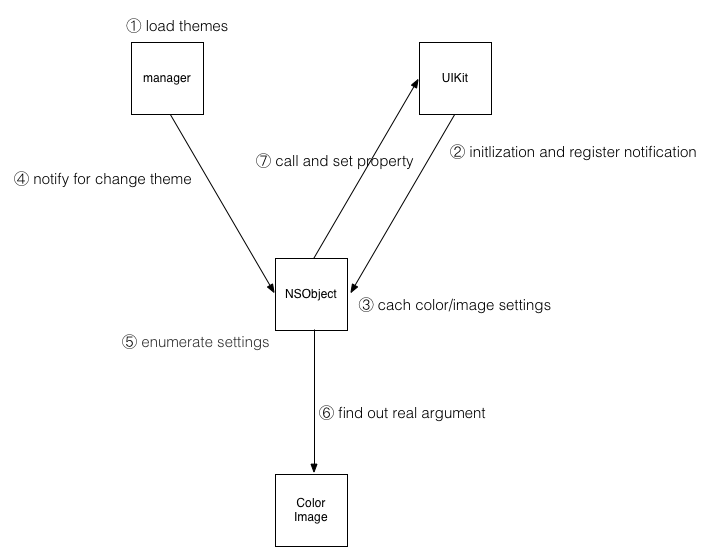 ① load themes
manager
UIKit
② initlization and register notification
⑦ call and set property
④ notify for change theme
NSObject
③ cach color/image settings
⑤ enumerate settings
⑥ find out real argument
Color
Image